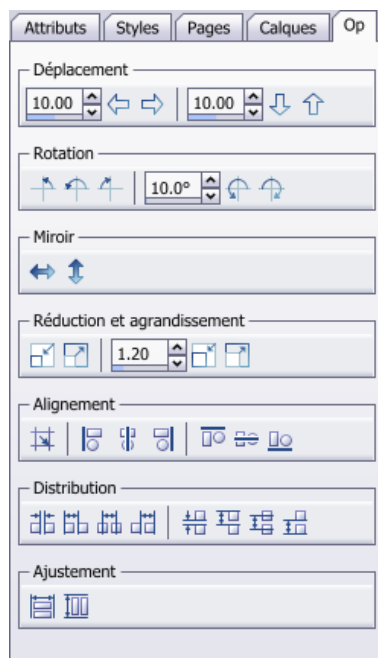 Attributs Styles Pages Calques Op
Déplacement
10.00 10.00
Rotation
10.0°
Miroir
Réduction et agrandissement
1.20
Alignement
Distribution
Ajustement